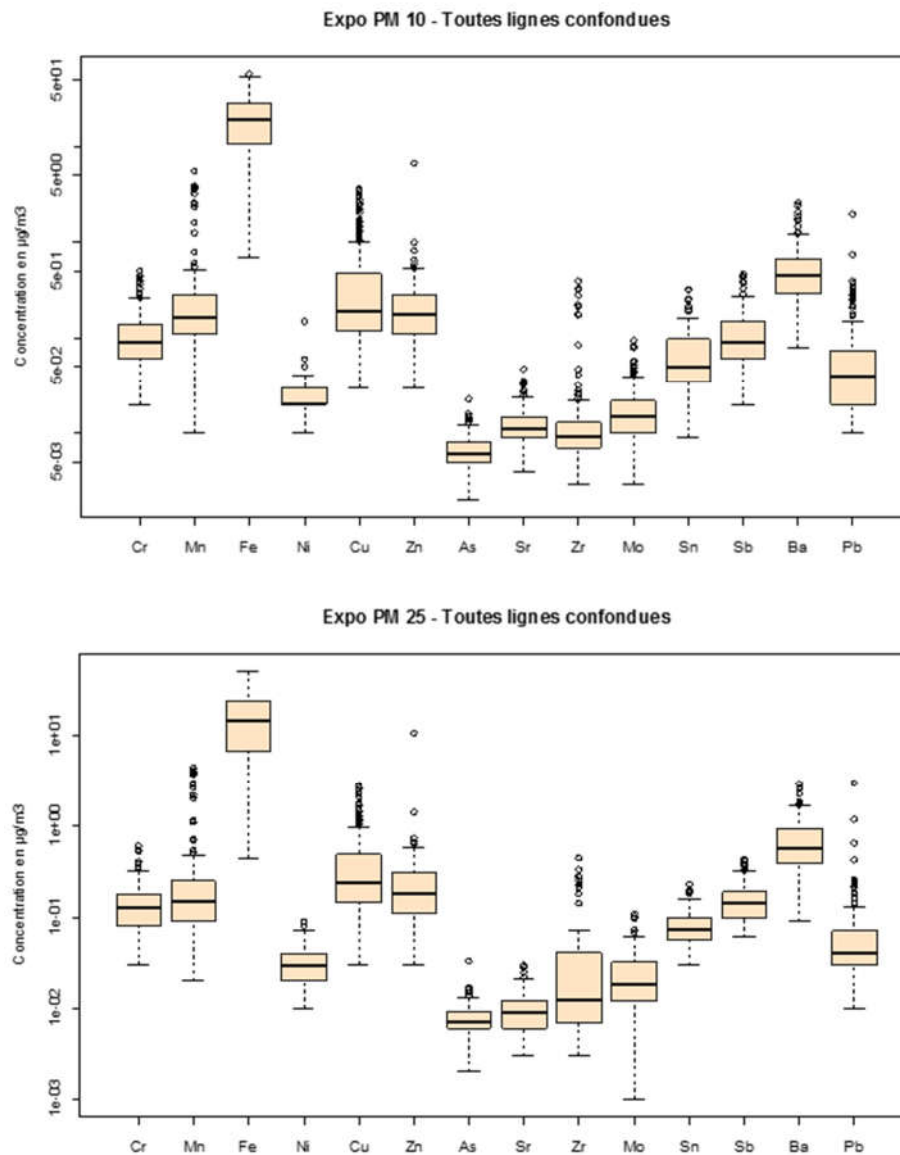 Expo PM 10 - Toutes lignes confondues
Concentration en µg/m3
5e+01
5e+00
5e+01
5e-02
5e-03
Cr Mn Fe Ni Cu Zn As Sr Zr Mo Sn Sb Ba Pb
Expo PM 25 - Toutes lignes confondues
Concentration en µg/m3
1e+01
1e+00
1e-01
1e-02
1e-03
Cr Mn Fe Ni Cu Zn As Sr Zr Mo Sn Sb Ba Pb